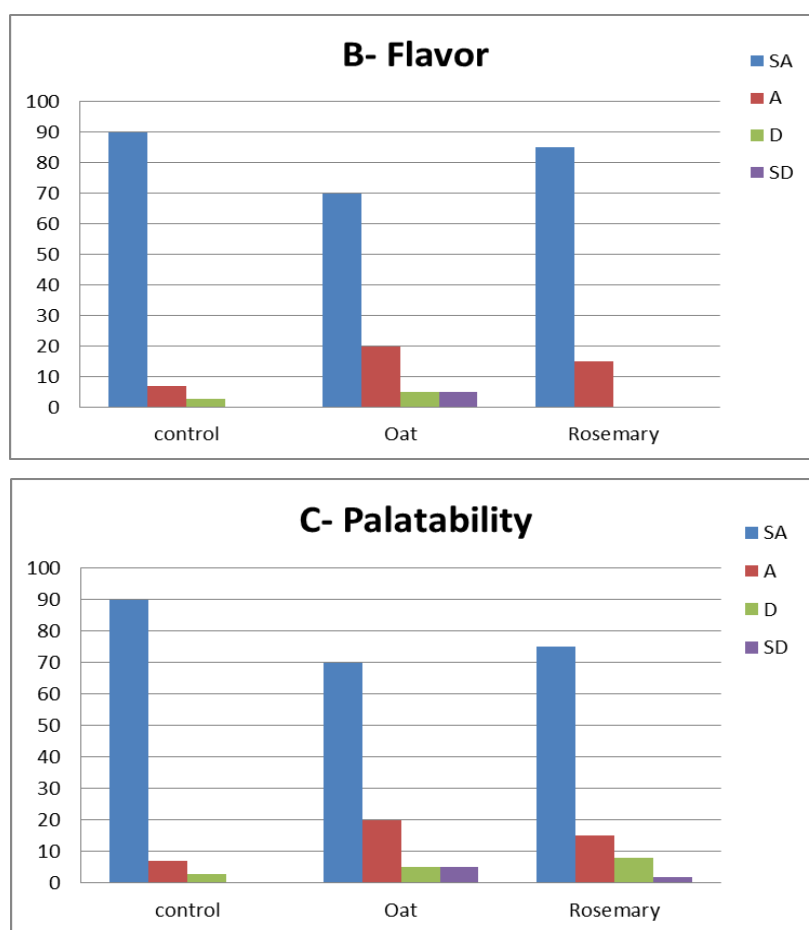 B- Flavor
SA
A
D
SD
100
90
80
70
60
50
40
30
20
10
0
control Oat Rosemary
C- Palatability
SA
A
D
SD
100
90
80
70
60
50
40
30
20
10
0
control Oat Rosemary